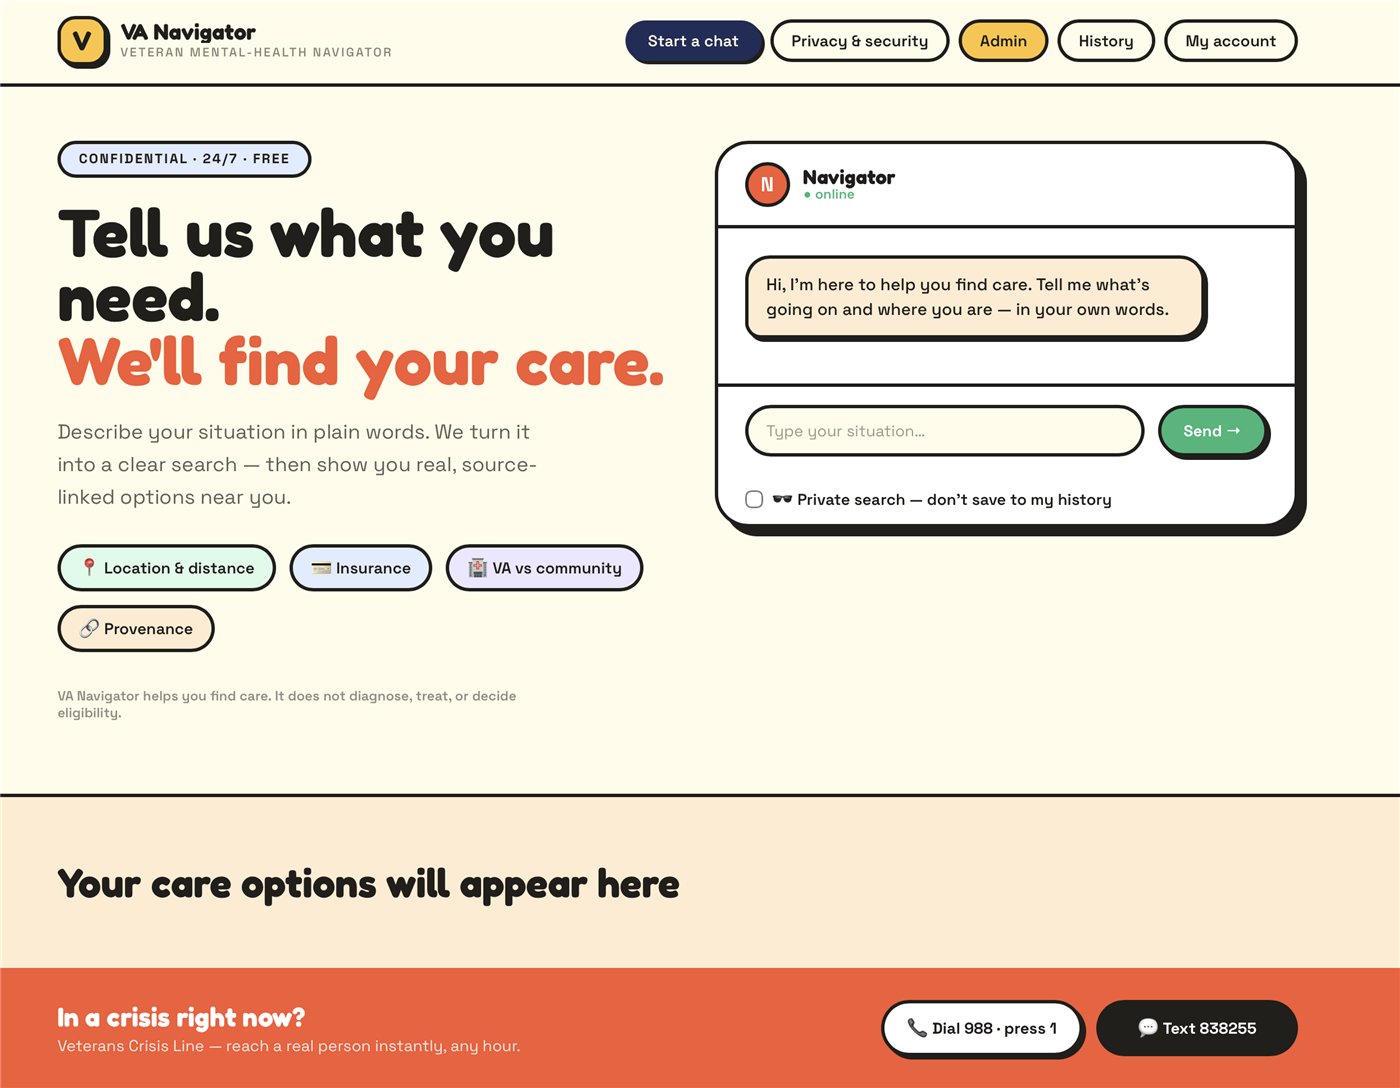 V
VA Navigator
VETERAN MENTAL-HEALTH NAVIGATOR
Start a chat
Privacy & security
Admin
History
My account
CONFIDENTIAL · 24/7 · FREE
Tell us what you
need.
We'll find your care.
Describe your situation in plain words. We turn it
into a clear search — then show you real, source-
linked options near you.
📍 Location & distance
💳 Insurance
🏥 VA vs community
🔗 Provenance
VA Navigator helps you find care. It does not diagnose, treat, or decide
eligibility.
N
Navigator
● online
Hi, I’m here to help you find care. Tell me what’s
going on and where you are — in your own words.
Type your situation…
Send →
🕶️ Private search — don’t save to my history
Your care options will appear here
In a crisis right now?
Veterans Crisis Line — reach a real person instantly, any hour.
📞 Dial 988 · press 1
💬 Text 838255